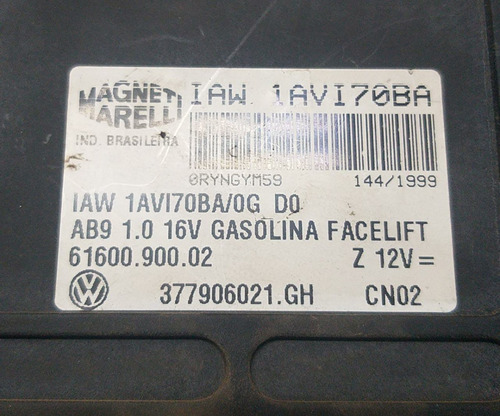 MAGNETI MARELLI
IAW 1AVI70BA
IND. BRASILEIRA
0RYNGYM59 144/1999
IAW 1AVI70BA/0G D0
AB9 1.0 16V GASOLINA FACELIFT
61600.900.02 Z 12V=
377906021.GH CN02